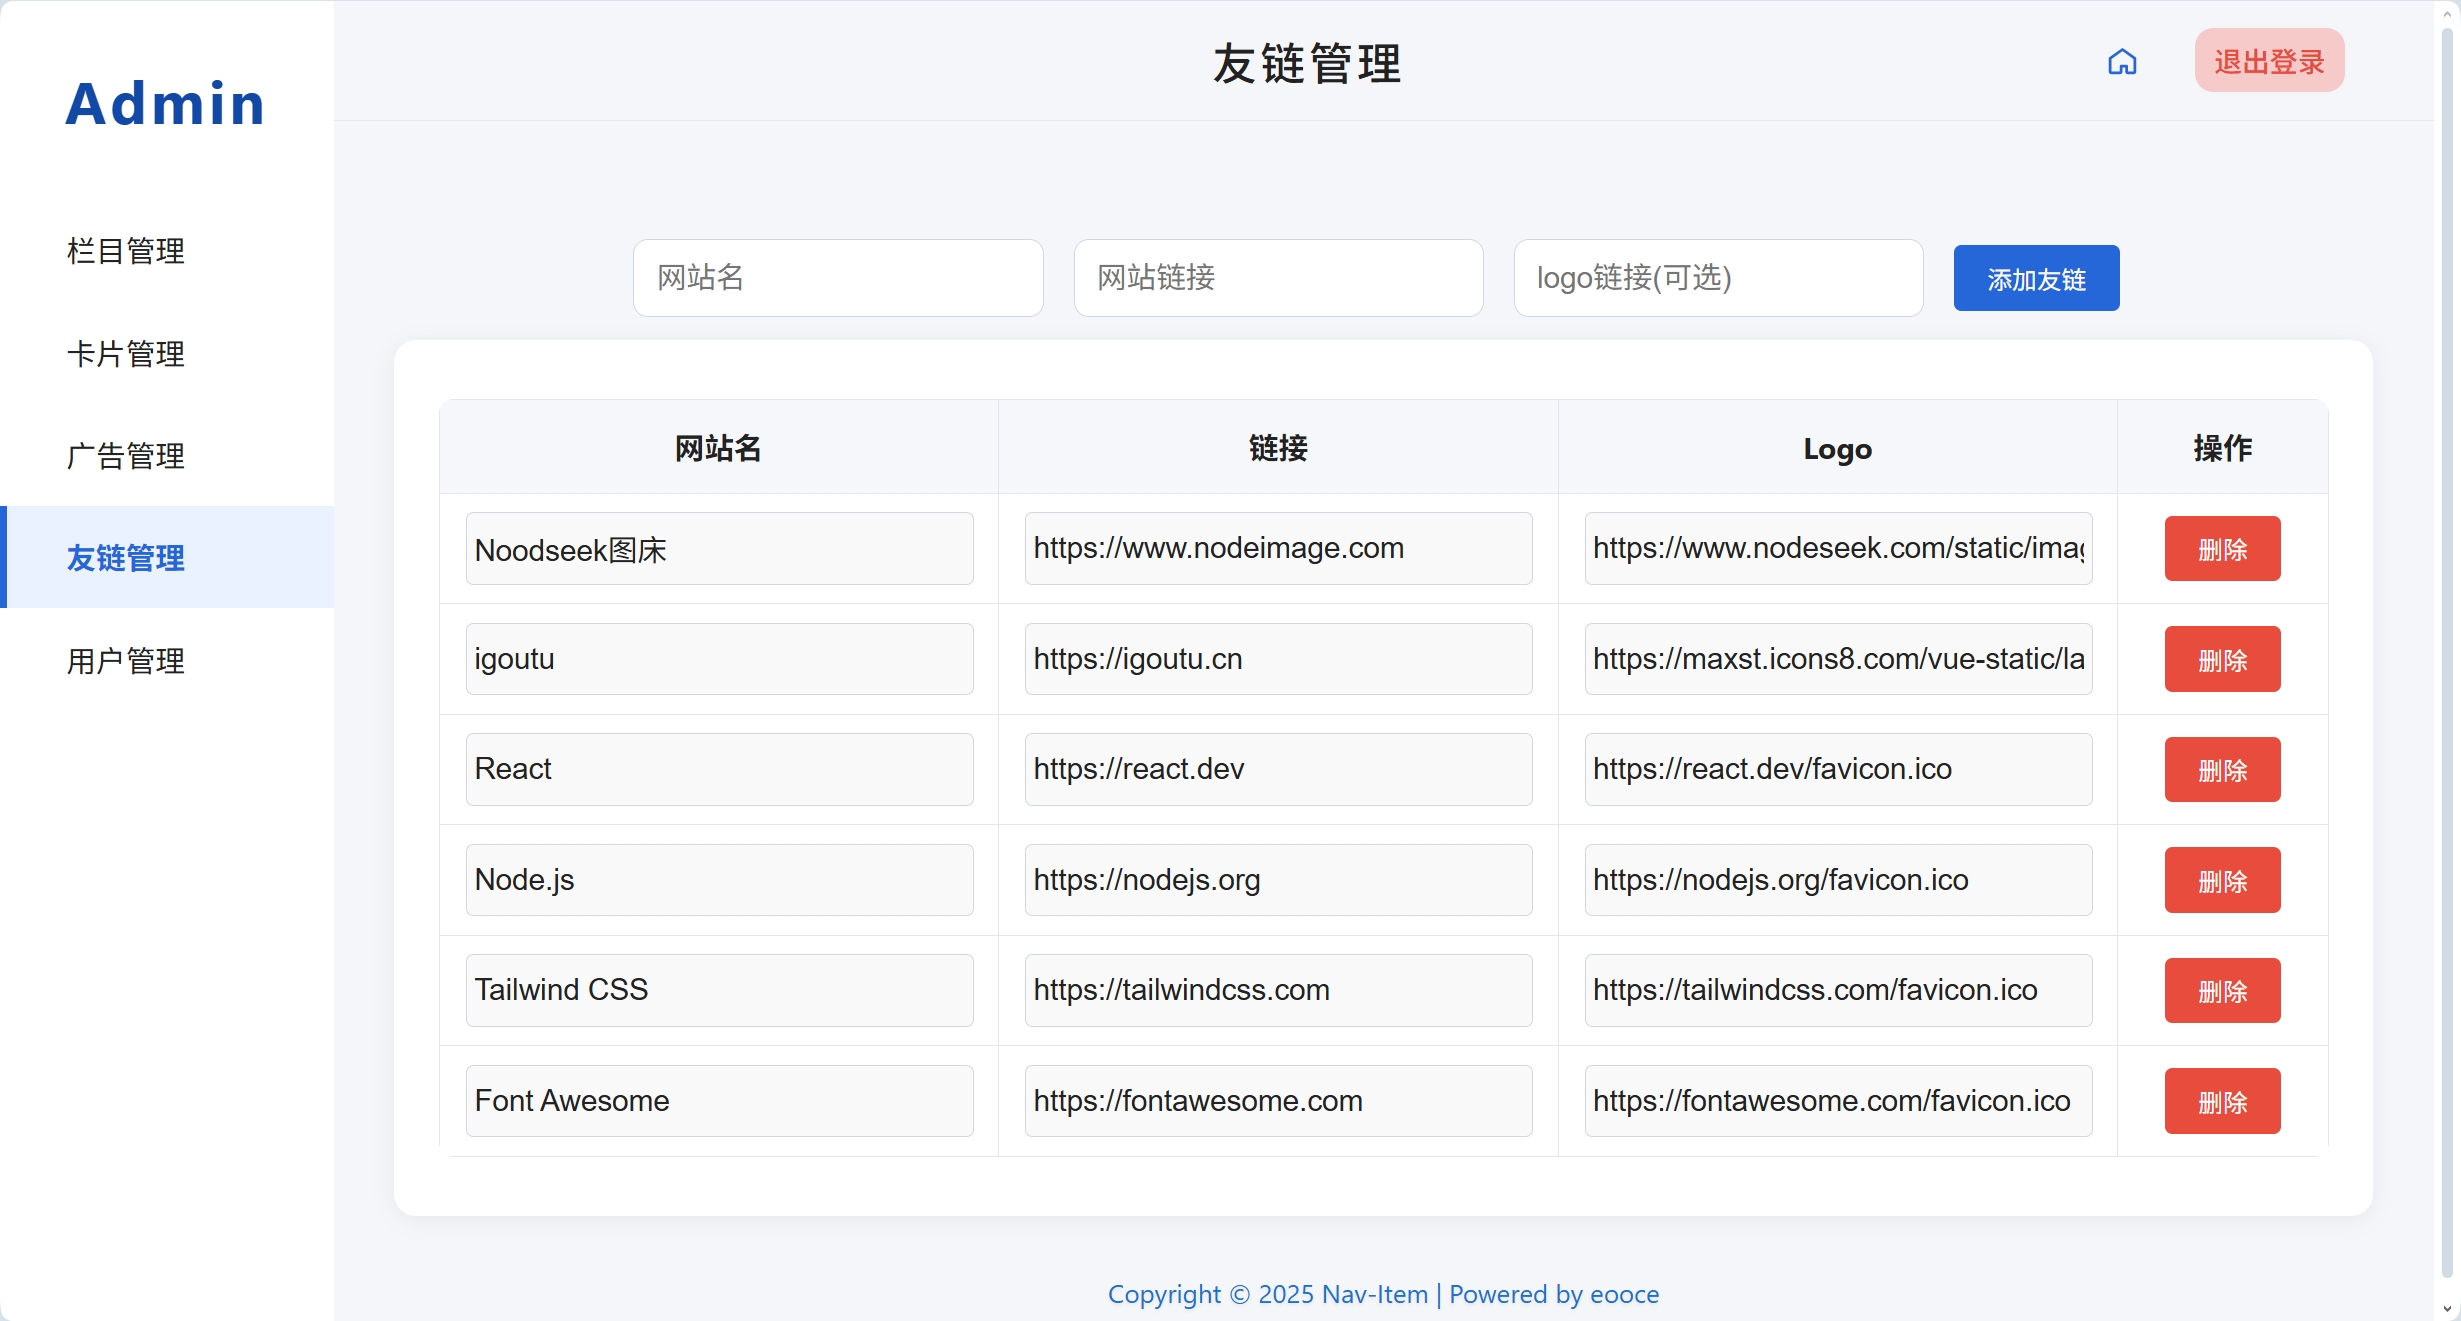 Admin
栏目管理
卡片管理
广告管理
友链管理
用户管理
友链管理
退出登录
网站名
网站链接
logo链接(可选)
添加友链
网站名 链接 Logo 操作
Noodseek图床 https://www.nodeimage.com https://www.nodeseek.com/static/imag 删除
igoutu https://igoutu.cn https://maxst.icons8.com/vue-static/la 删除
React https://react.dev https://react.dev/favicon.ico 删除
Node.js https://nodejs.org https://nodejs.org/favicon.ico 删除
Tailwind CSS https://tailwindcss.com https://tailwindcss.com/favicon.ico 删除
Font Awesome https://fontawesome.com https://fontawesome.com/favicon.ico 删除
Copyright © 2025 Nav-Item | Powered by eooce